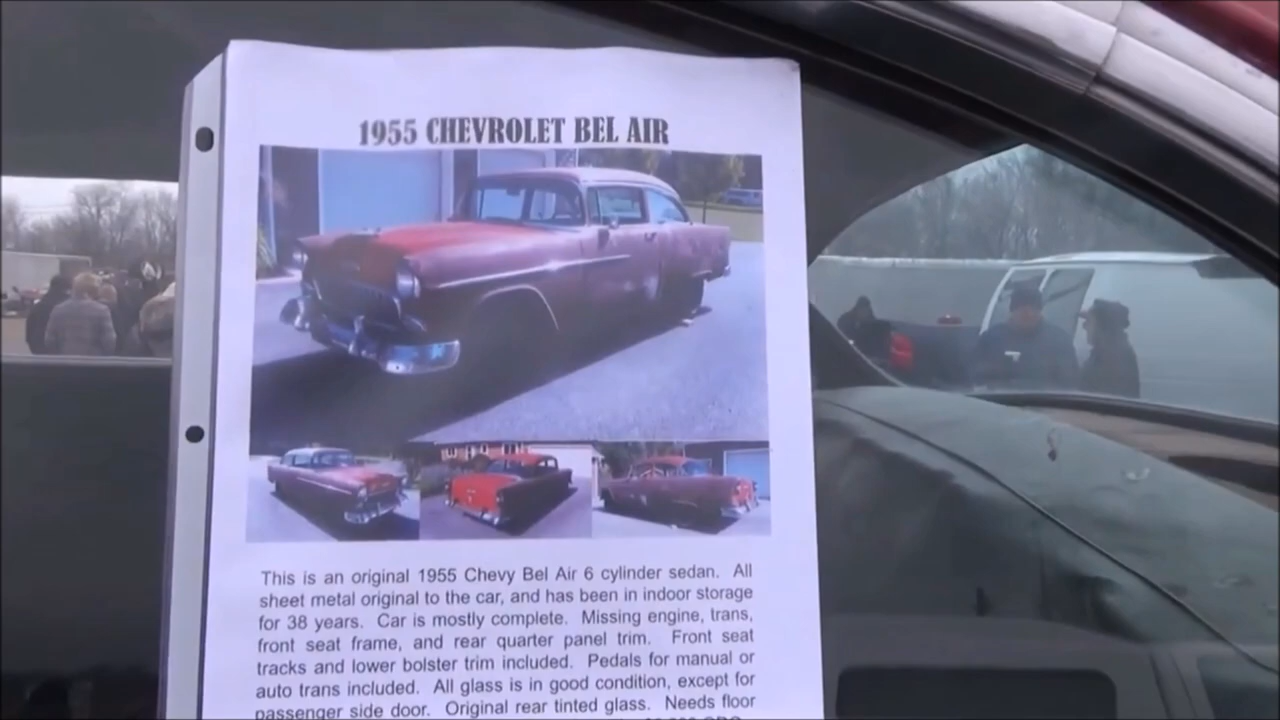 1955 CHEVROLET BEL AIR
This is an original 1955 Chevy Bel Air 6 cylinder sedan. All
sheet metal original to the car, and has been in indoor storage
for 38 years. Car is mostly complete. Missing engine, trans,
front seat frame, and rear quarter panel trim. Front seat
tracks and lower bolster trim included. Pedals for manual or
auto trans included. All glass is in good condition, except for
passenger side door. Original rear tinted glass. Needs floor